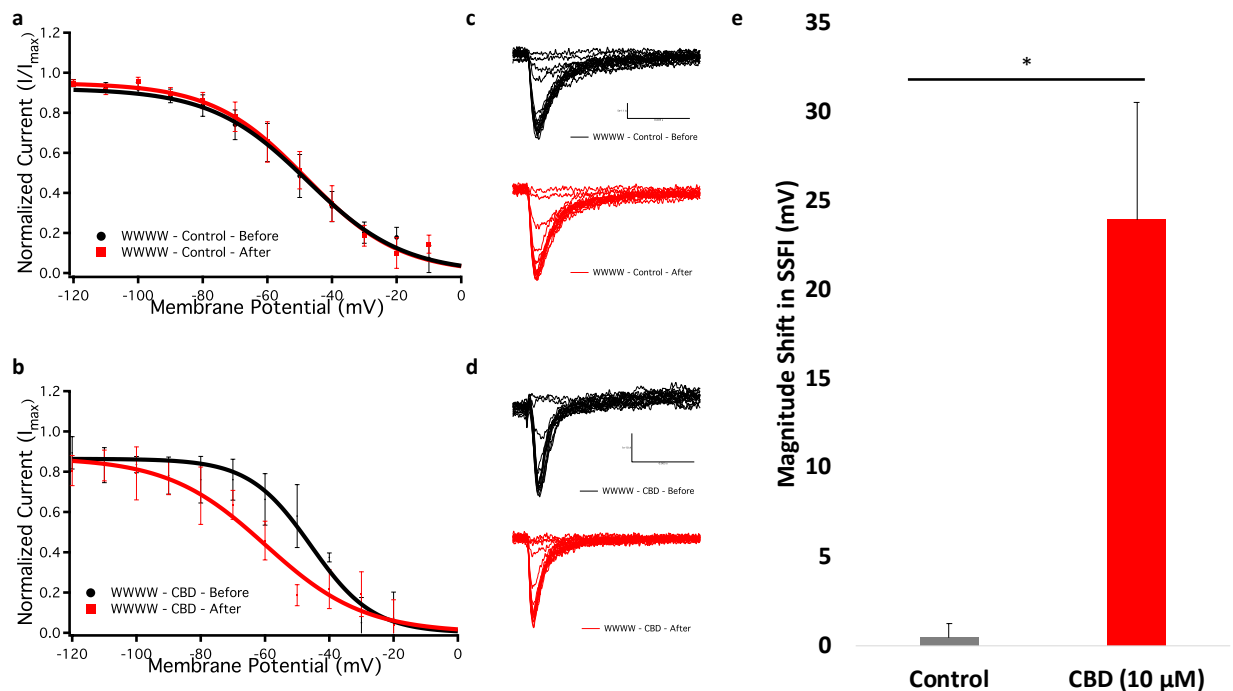 a
1.2
1.0
0.8
0.6
0.4
0.2
0.0
Normalized Current (I/Imax)
WWWW - Control - Before
WWWW - Control - After
-120 -100 -80 -60 -40 -20 0
Membrane Potential (mV)
b
1.2
1.0
0.8
0.6
0.4
0.2
0.0
Normalized Current (Imax)
WWWW - CBD - Before
WWWW - CBD - After
-120 -100 -80 -60 -40 -20 0
Membrane Potential (mV)
c
WWWW - Control - Before
WWWW - Control - After
d
WWWW - CBD - Before
WWWW - CBD - After
e
35
30
25
20
15
10
5
0
Magnitude Shift in SSFI (mV)
*
Control CBD (10 µM)